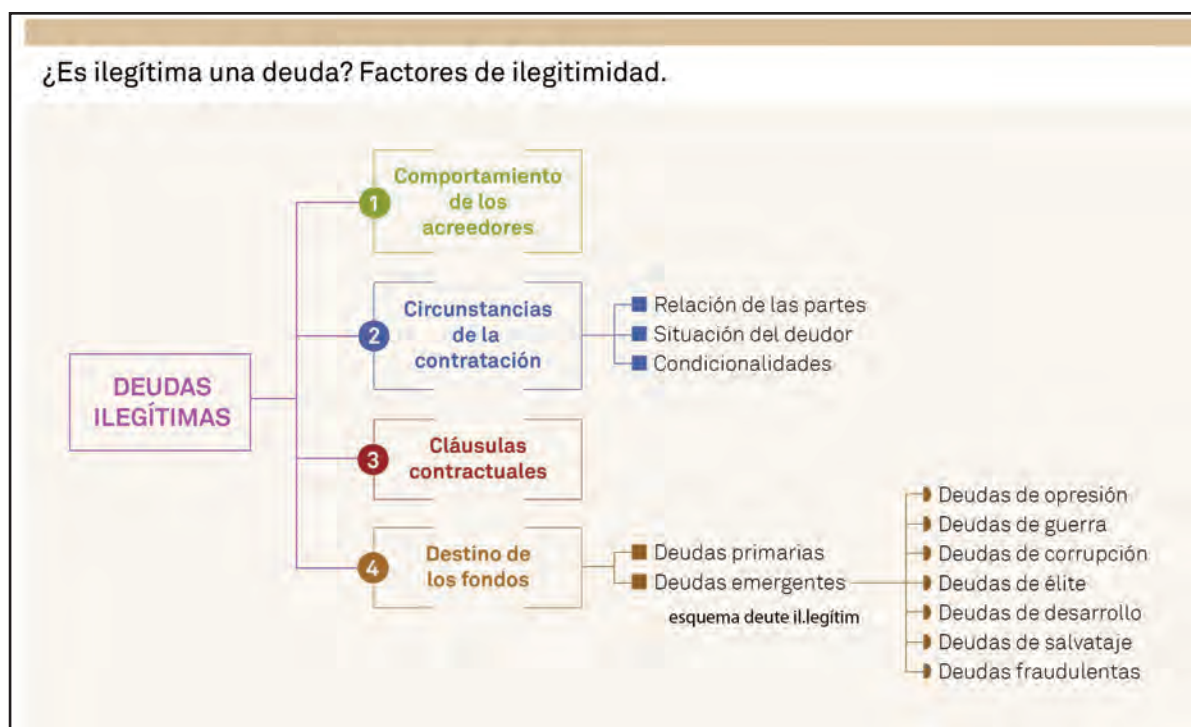 ¿Es ilegítima una deuda? Factores de ilegitimidad.
DEUDAS
ILEGÍTIMAS
1
Comportamiento
de los
acreedores
2
Circunstancias
de la
contratación
Relación de las partes
Situación del deudor
Condicionalidades
3
Cláusulas
contractuales
4
Destino de
los fondos
Deudas primarias
Deudas emergentes
esquema deute il.legítim
Deudas de opresión
Deudas de guerra
Deudas de corrupción
Deudas de élite
Deudas de desarrollo
Deudas de salvataje
Deudas fraudulentas